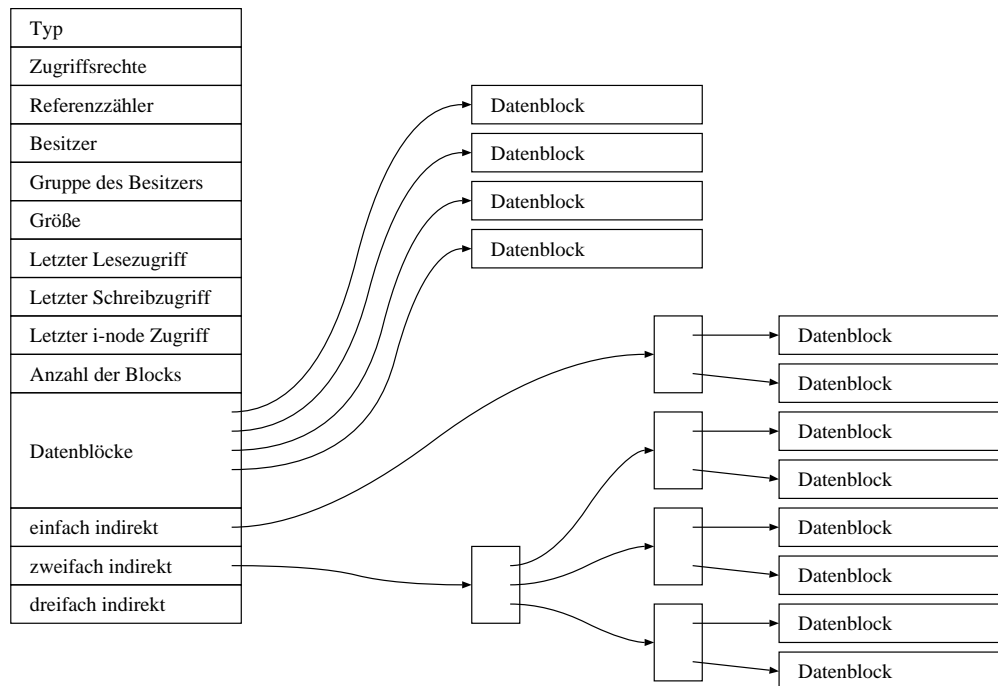 Typ
Zugriffsrechte
Referenzzähler
Besitzer
Gruppe des Besitzers
Größe
Letzter Lesezugriff
Letzter Schreibzugriff
Letzter i-node Zugriff
Anzahl der Blocks
Datenblöcke
einfach indirekt
zweifach indirekt
dreifach indirekt
Datenblock
Datenblock
Datenblock
Datenblock
Datenblock
Datenblock
Datenblock
Datenblock
Datenblock
Datenblock
Datenblock
Datenblock